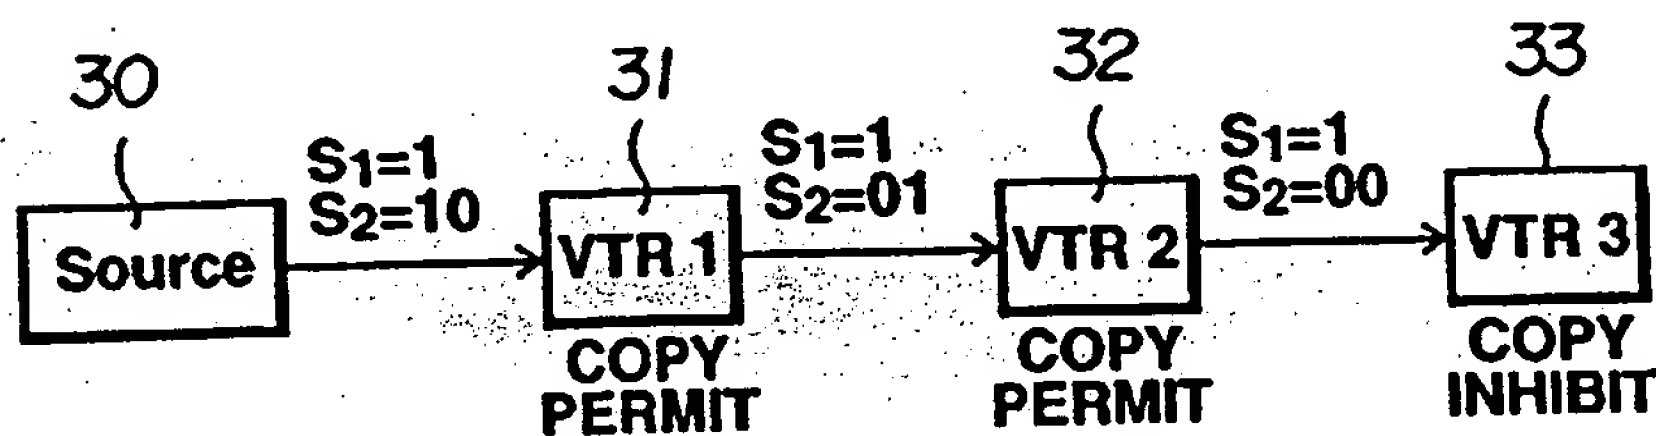 30
31
32
33
S1=1
S2=10
S1=1
S2=01
S1=1
S2=00
Source
VTR 1
VTR 2
VTR 3
COPY
PERMIT
COPY
PERMIT
COPY
INHIBIT